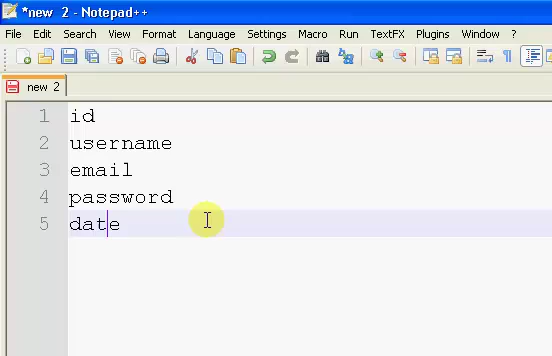 *new 2 - Notepad++
File Edit Search View Format Language Settings Macro Run TextFX Plugins Window ?
new 2
1 id
2 username
3 email
4 password
5 date